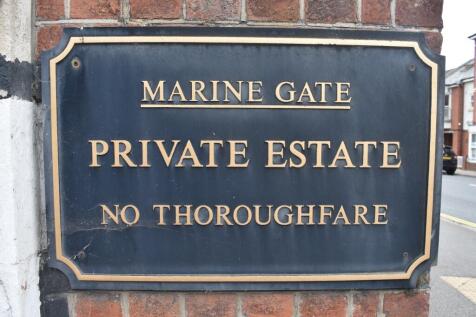 MARINE GATE
PRIVATE ESTATE
NO THOROUGHFARE